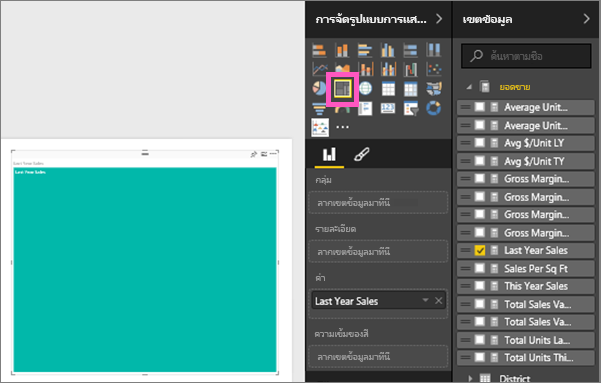 การจัดรูปแบบการแส...
เขตข้อมูล
ค้นหาตามชื่อ
ยอดขาย
Average Unit...
Average Unit...
Avg $/Unit LY
Avg $/Unit TY
Gross Margin...
Gross Margin...
Gross Margin...
Gross Margin...
Last Year Sales
Sales Per Sq Ft
This Year Sales
Total Sales Va...
Total Sales Va...
Total Units La...
Total Units Thi...
District
กลุ่ม
ลากเขตข้อมูลมาที่นี่
รายละเอียด
ลากเขตข้อมูลมาที่นี่
ค่า
Last Year Sales
ความเข้มของสี
ลากเขตข้อมูลมาที่นี่
Last Year Sales
Last Year Sales